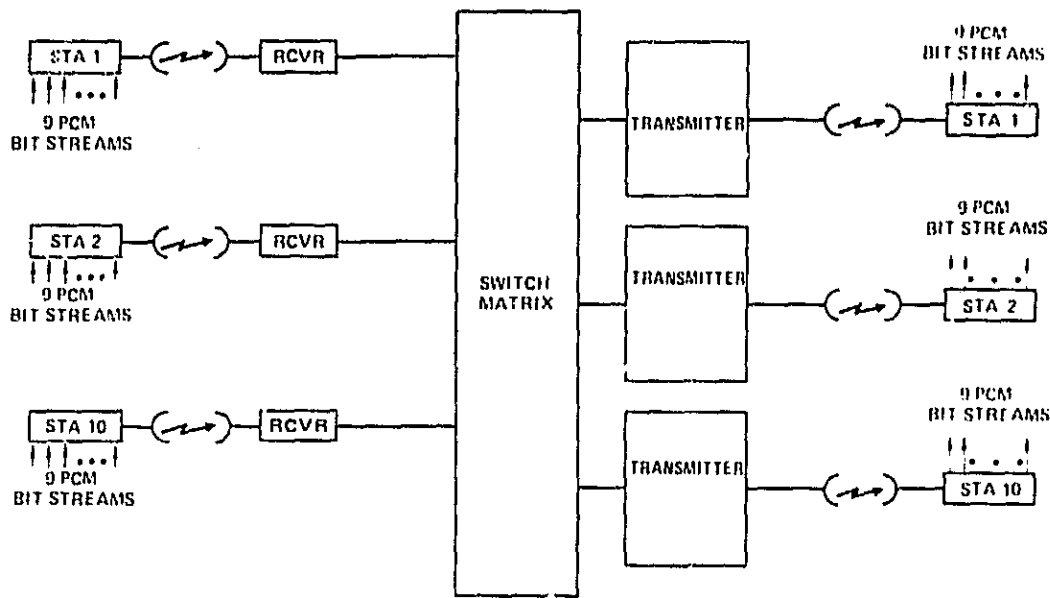 STA 1
RCVR
9 PCM
BIT STREAMS
STA 2
RCVR
9 PCM
BIT STREAMS
STA 10
RCVR
9 PCM
BIT STREAMS
SWITCH
MATRIX
TRANSMITTER
9 PCM
BIT STREAMS
STA 1
TRANSMITTER
9 PCM
BIT STREAMS
STA 2
TRANSMITTER
9 PCM
BIT STREAMS
STA 10